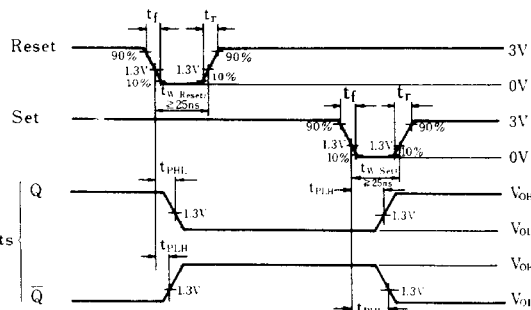 tf tr
Reset 90% 90% 3V
1.3V 1.3V
10% 10% 0V
tW(Reset)
≧25ns
tf tr
Set 90% 90% 3V
1.3V 1.3V
10% 10% 0V
tW(Set)
≧25ns
tPHL tPLH
Q VOH
1.3V 1.3V
ts VOL
tPLH VOH
Q̅ 1.3V 1.3V VOL